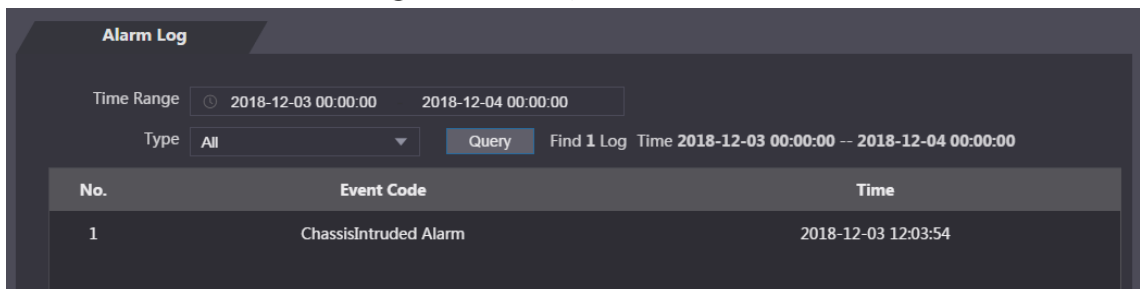 Alarm Log
Time Range 2018-12-03 00:00:00 2018-12-04 00:00:00
Type All Query Find 1 Log Time 2018-12-03 00:00:00 -- 2018-12-04 00:00:00
No. Event Code Time
1 ChassisIntruded Alarm 2018-12-03 12:03:54